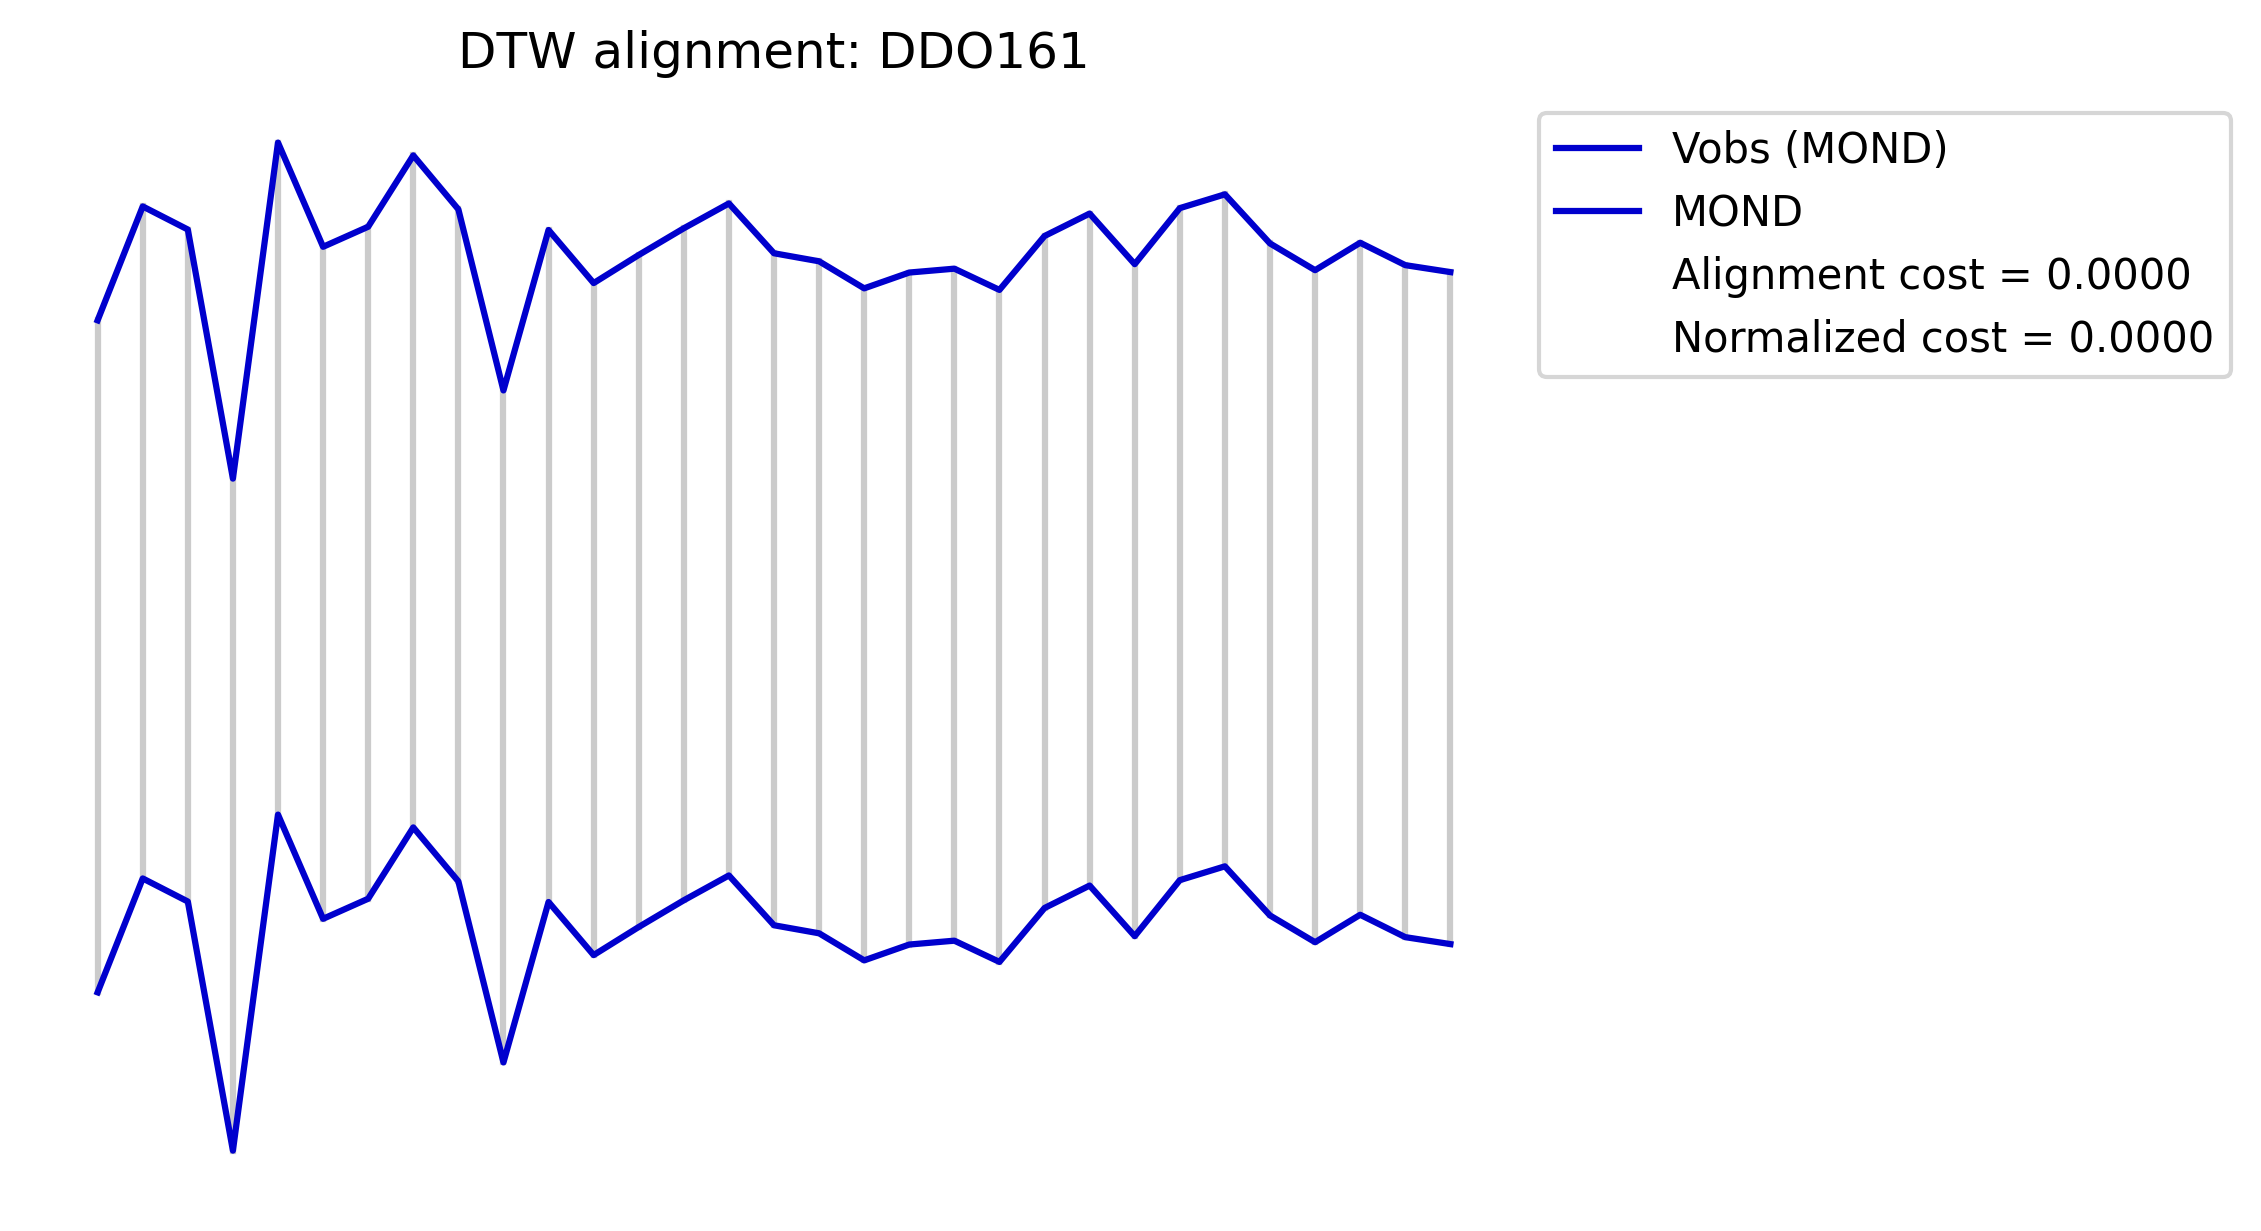 DTW alignment: DDO161
Vobs (MOND)
MOND
Alignment cost = 0.0000
Normalized cost = 0.0000